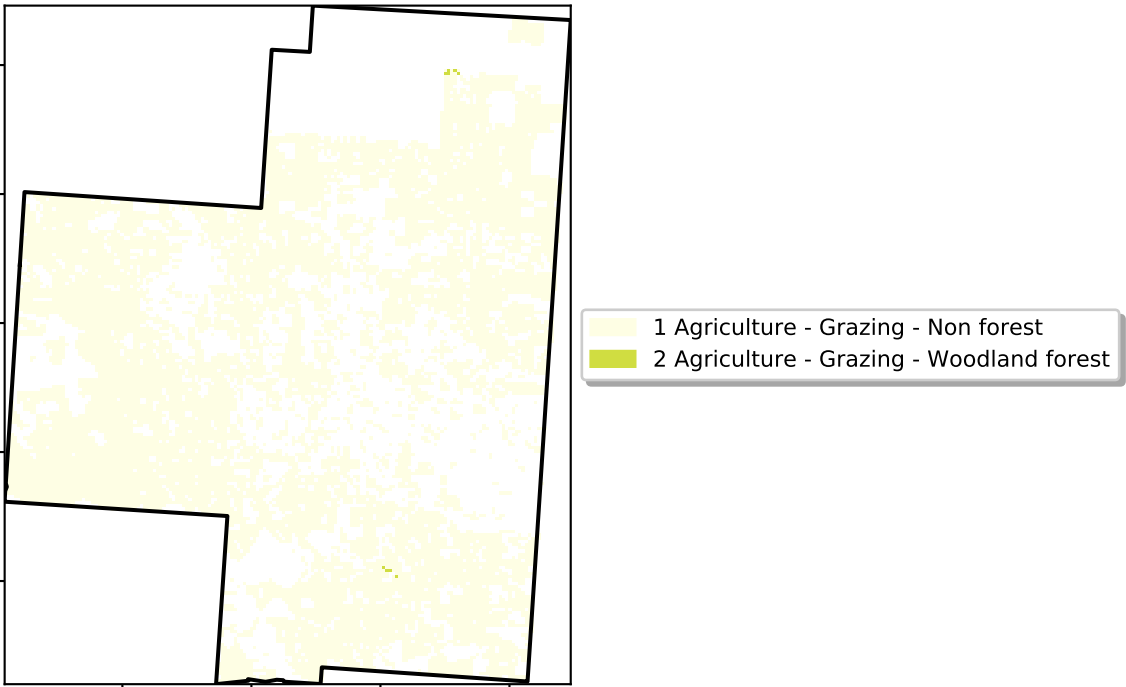 1 Agriculture - Grazing - Non forest
2 Agriculture - Grazing - Woodland forest